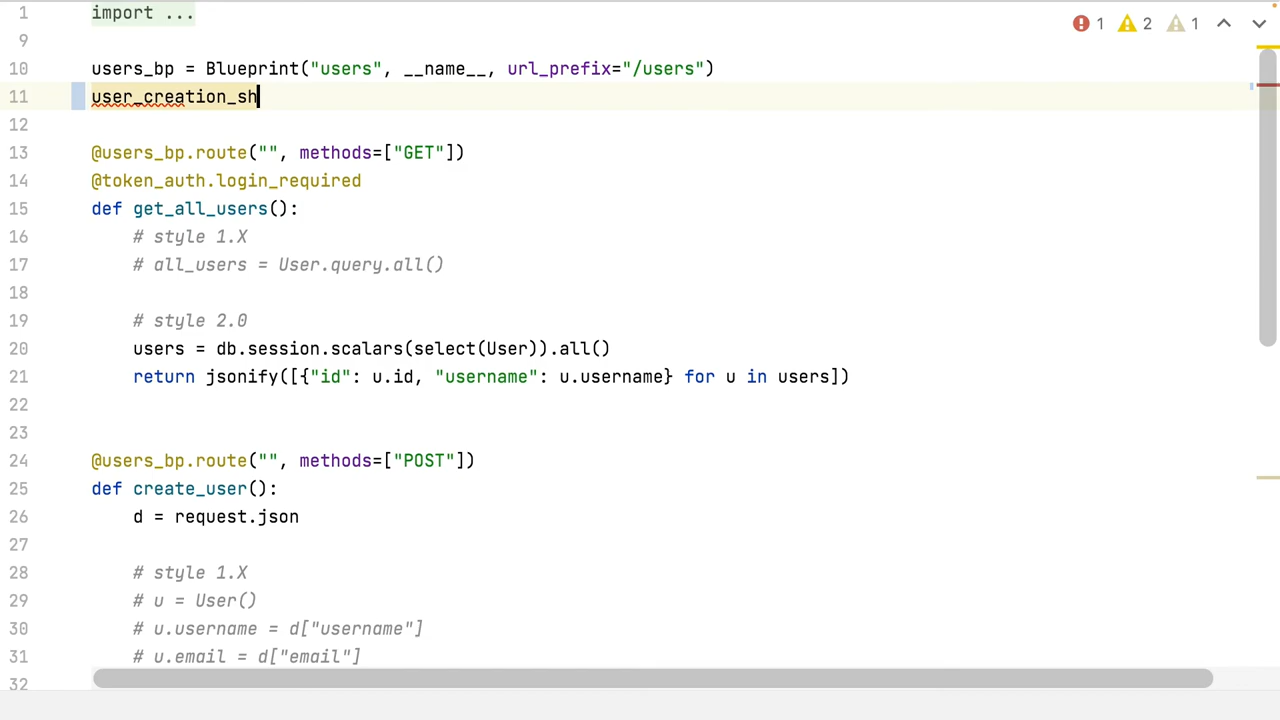 1 import ...
1 2 1
9
10 users_bp = Blueprint("users", __name__, url_prefix="/users")
11 user_creation_sh
12
13 @users_bp.route("", methods=["GET"])
14 @token_auth.login_required
15 def get_all_users():
16 # style 1.X
17 # all_users = User.query.all()
18
19 # style 2.0
20 users = db.session.scalars(select(User)).all()
21 return jsonify([{"id": u.id, "username": u.username} for u in users])
22
23
24 @users_bp.route("", methods=["POST"])
25 def create_user():
26 d = request.json
27
28 # style 1.X
29 # u = User()
30 # u.username = d["username"]
31 # u.email = d["email"]
32